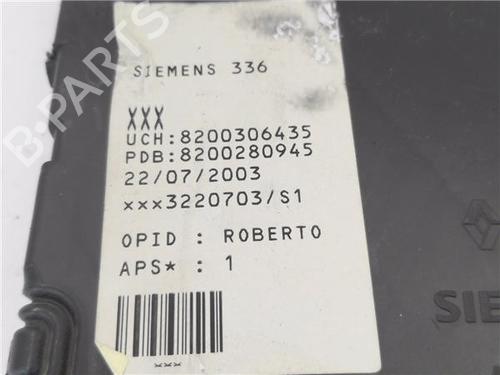 SIEMENS 336
XXX
UCH:8200306435
PDB:8200280945
22/07/2003
xxx3220703/S1
OPID : ROBERTO
APS* : 1
***
SIE
B-PARTS